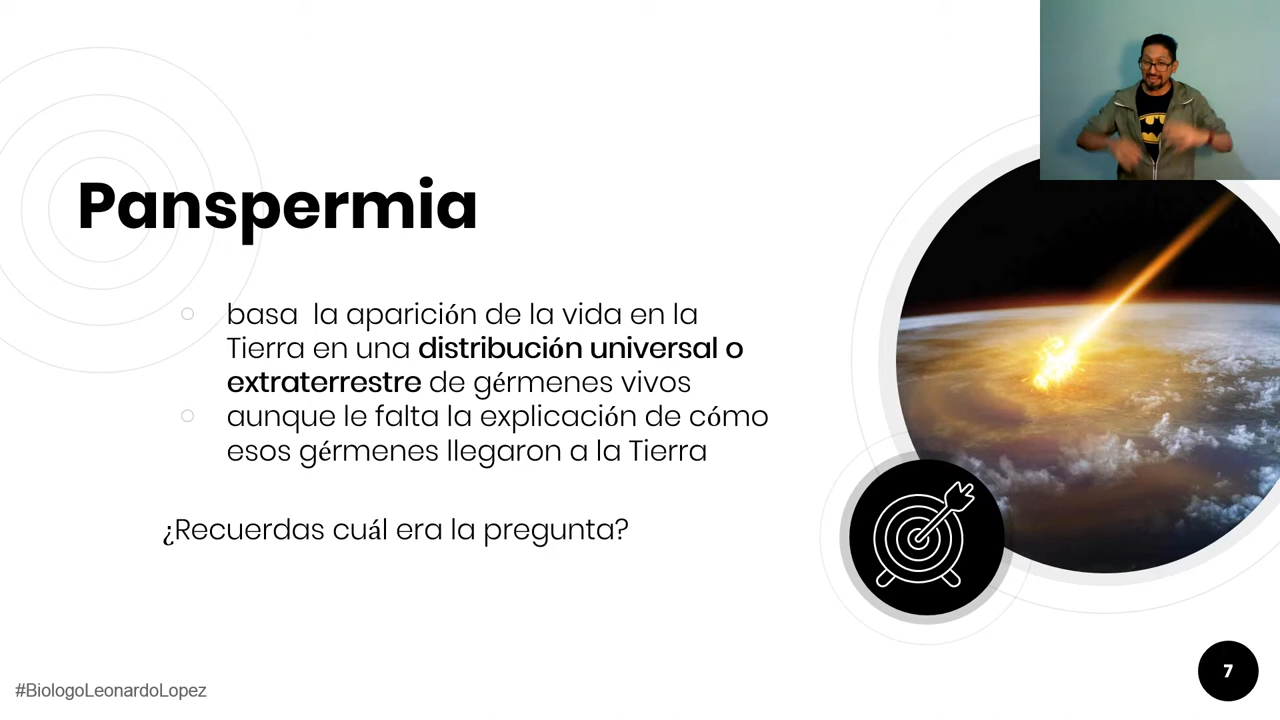 Panspermia
basa la aparición de la vida en la
Tierra en una distribución universal o
extraterrestre de gérmenes vivos
aunque le falta la explicación de cómo
esos gérmenes llegaron a la Tierra
¿Recuerdas cuál era la pregunta?
#BiologoLeonardoLopez
7